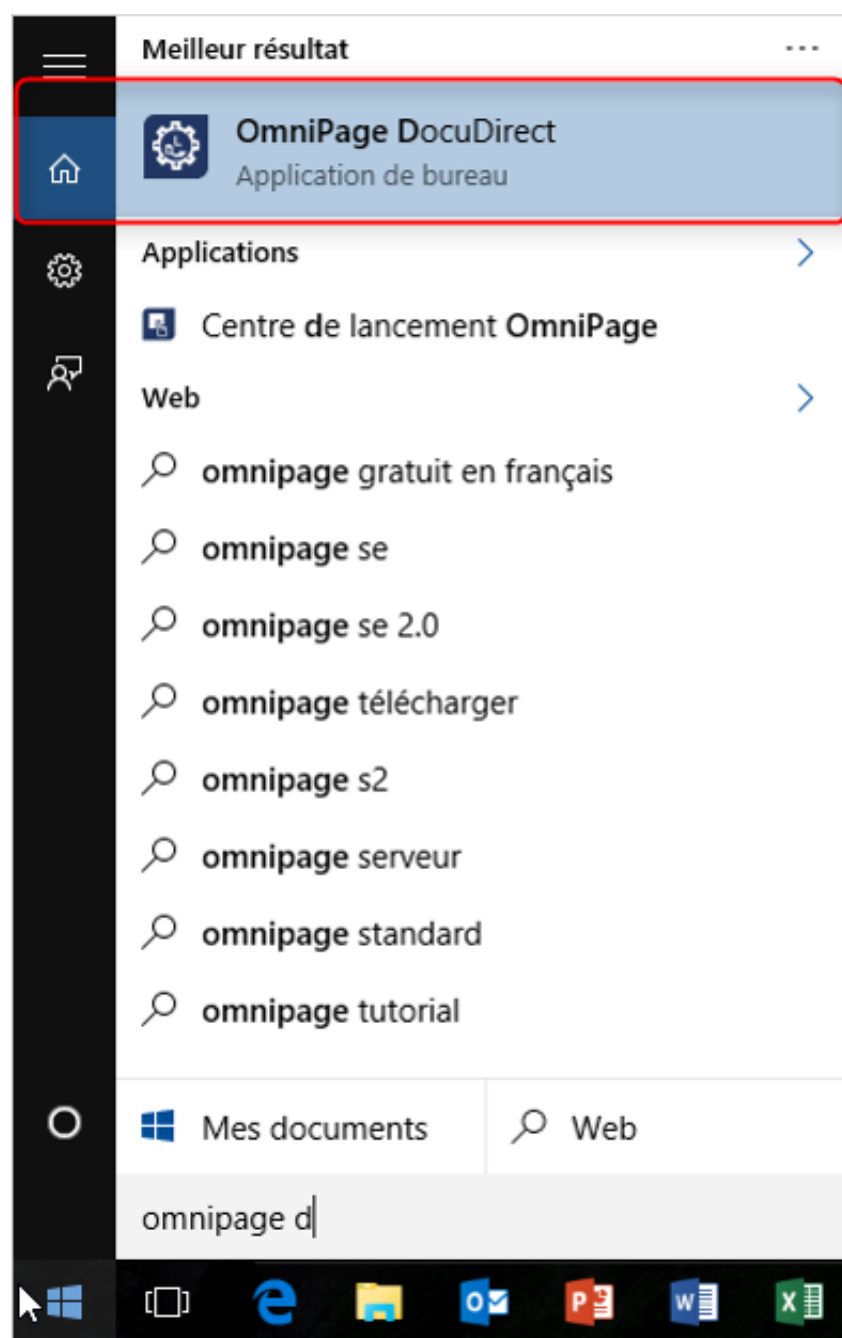 Meilleur résultat
OmniPage DocuDirect
Application de bureau
Applications
Centre de lancement OmniPage
Web
omnipage gratuit en français
omnipage se
omnipage se 2.0
omnipage télécharger
omnipage s2
omnipage serveur
omnipage standard
omnipage tutorial
Mes documents
Web
omnipage d